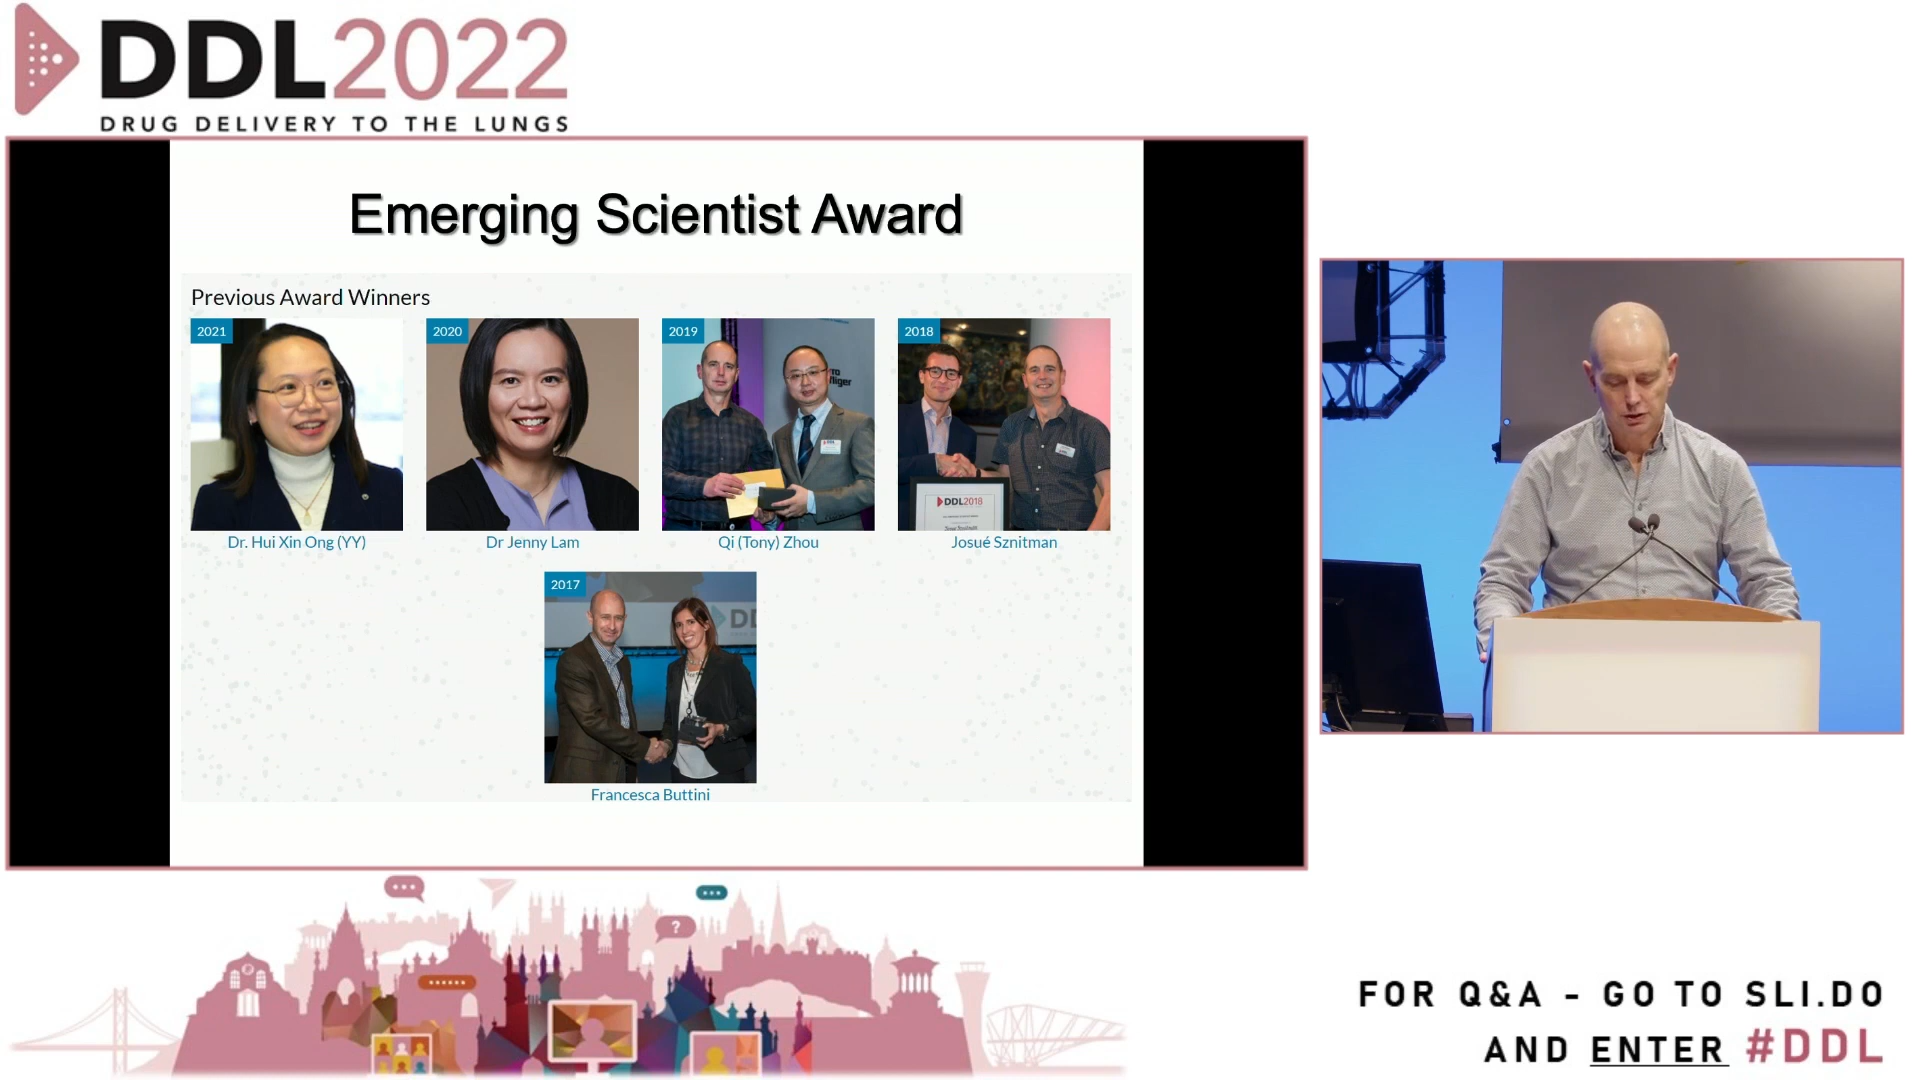 DDL2022
DRUG DELIVERY TO THE LUNGS
Emerging Scientist Award
Previous Award Winners
2021
2020
2019
2018
DDL2018
Dr. Hui Xin Ong (YY)
Dr Jenny Lam
Qi (Tony) Zhou
Josué Sznitman
2017
Francesca Buttini
?
FOR Q&A - GO TO SLI.DO
AND ENTER #DDL